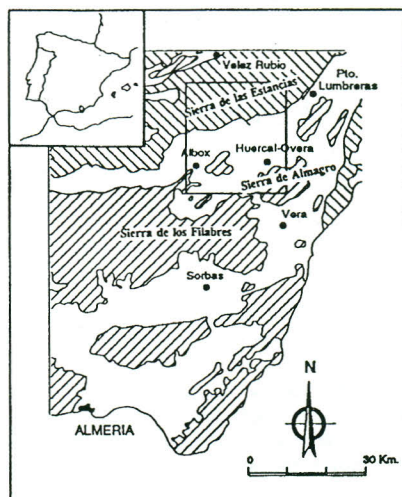 Velez Rubio
Pto.
Lumbreras
Sierra de las Estancias
Huercal-Overa
Albox
Sierra de Almagro
Vera
Sierra de los Filabres
Sorbas
N
ALMERIA
0 30 Km.